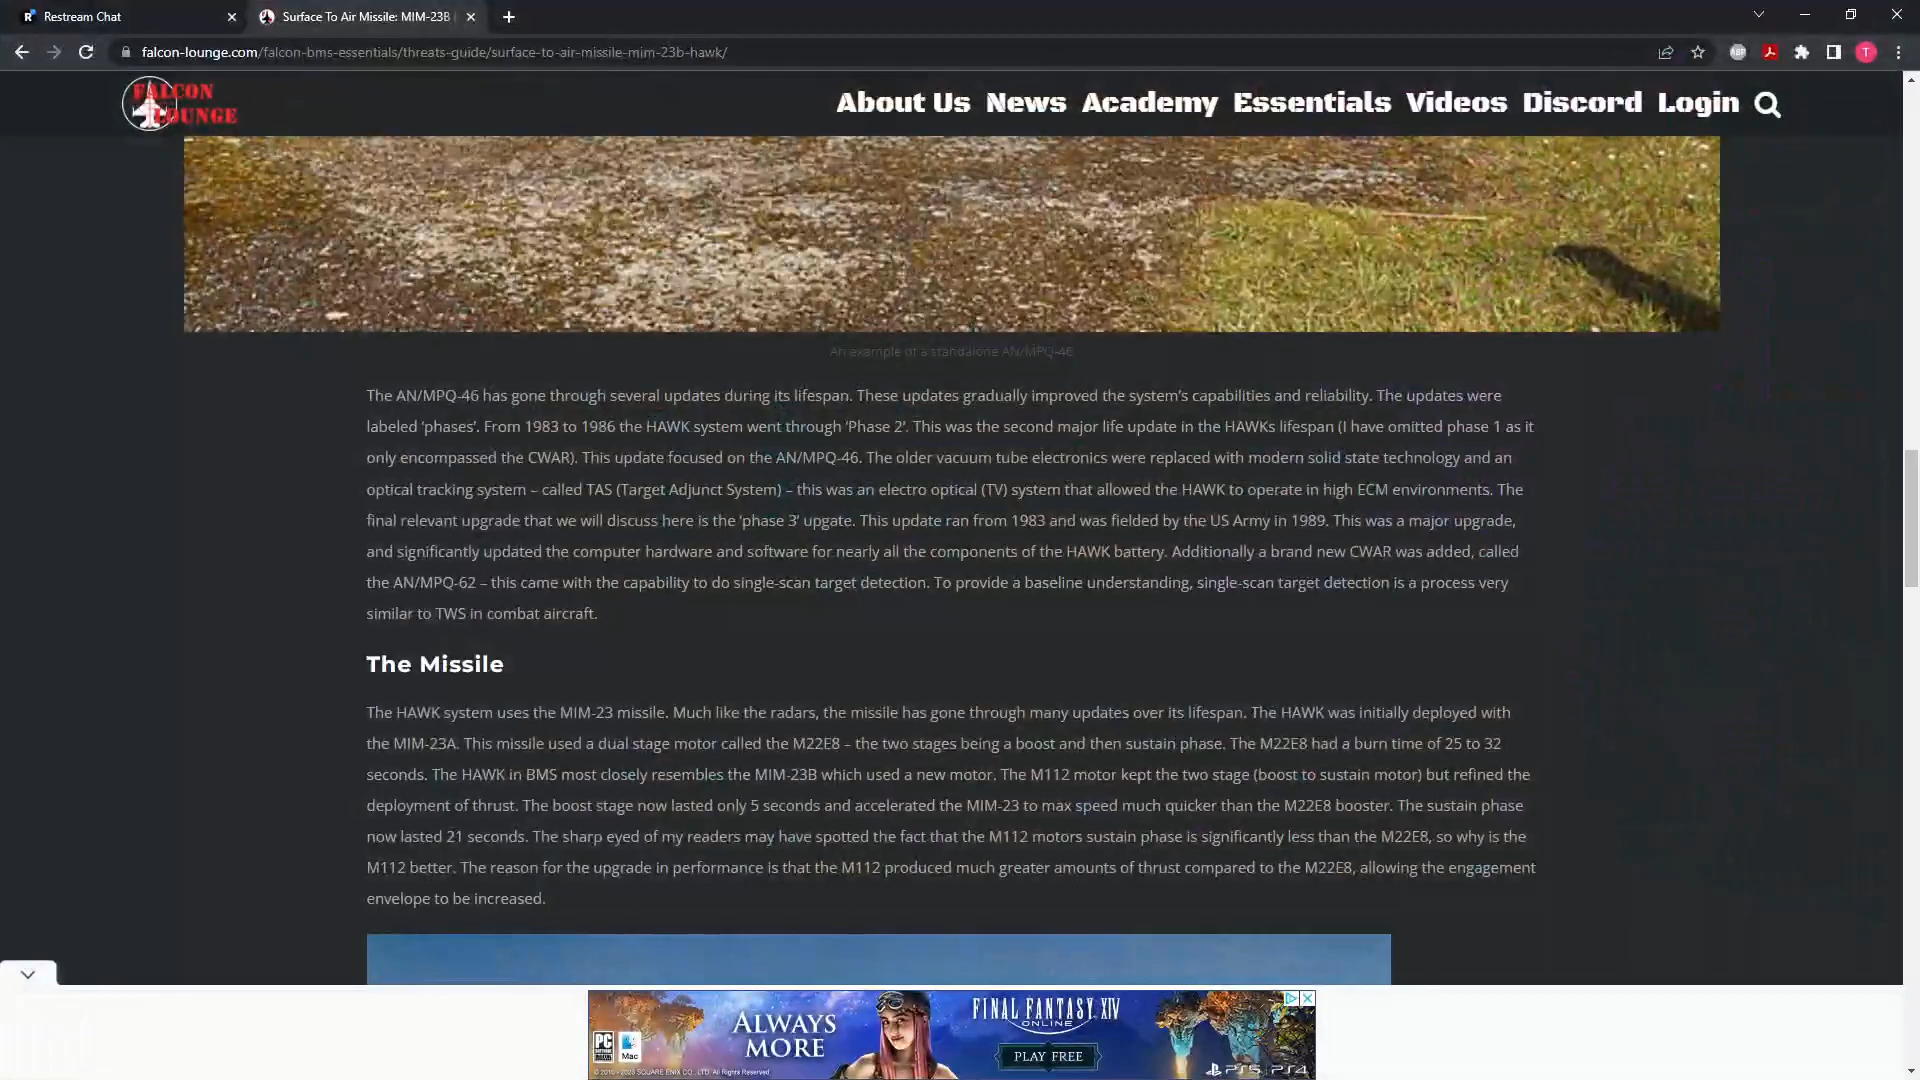 Restream Chat
Surface To Air Missile: MIM-23B
falcon-lounge.com/falcon-bms-essentials/threats-guide/surface-to-air-missile-mim-23b-hawk/
ABP
T
FALCON
LOUNGE
About Us News Academy Essentials Videos Discord Login
An example of a standalone AN/MPQ-46
The AN/MPQ-46 has gone through several updates during its lifespan. These updates gradually improved the system's capabilities and reliability. The updates were
labeled 'phases'. From 1983 to 1986 the HAWK system went through 'Phase 2'. This was the second major life update in the HAWKs lifespan (I have omitted phase 1 as it
only encompassed the CWAR). This update focused on the AN/MPQ-46. The older vacuum tube electronics were replaced with modern solid state technology and an
optical tracking system – called TAS (Target Adjunct System) – this was an electro optical (TV) system that allowed the HAWK to operate in high ECM environments. The
final relevant upgrade that we will discuss here is the 'phase 3' upgate. This update ran from 1983 and was fielded by the US Army in 1989. This was a major upgrade,
and significantly updated the computer hardware and software for nearly all the components of the HAWK battery. Additionally a brand new CWAR was added, called
the AN/MPQ-62 – this came with the capability to do single-scan target detection. To provide a baseline understanding, single-scan target detection is a process very
similar to TWS in combat aircraft.
The Missile
The HAWK system uses the MIM-23 missile. Much like the radars, the missile has gone through many updates over its lifespan. The HAWK was initially deployed with
the MIM-23A. This missile used a dual stage motor called the M22E8 – the two stages being a boost and then sustain phase. The M22E8 had a burn time of 25 to 32
seconds. The HAWK in BMS most closely resembles the MIM-23B which used a new motor. The M112 motor kept the two stage (boost to sustain motor) but refined the
deployment of thrust. The boost stage now lasted only 5 seconds and accelerated the MIM-23 to max speed much quicker than the M22E8 booster. The sustain phase
now lasted 21 seconds. The sharp eyed of my readers may have spotted the fact that the M112 motors sustain phase is significantly less than the M22E8, so why is the
M112 better. The reason for the upgrade in performance is that the M112 produced much greater amounts of thrust compared to the M22E8, allowing the engagement
envelope to be increased.
ALWAYS
MORE
FINAL FANTASY XIV
ONLINE
PLAY FREE
PC
Mac
PS5 PS4